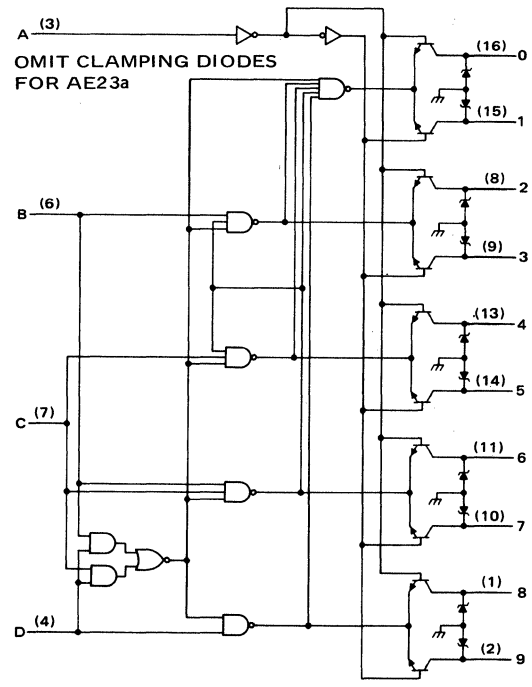 A (3)
OMIT CLAMPING DIODES
FOR AE23a
(16) 0
(15) 1
B (6)
(8) 2
(9) 3
(13) 4
(14) 5
C (7)
(11) 6
(10) 7
D (4)
(1) 8
(2) 9